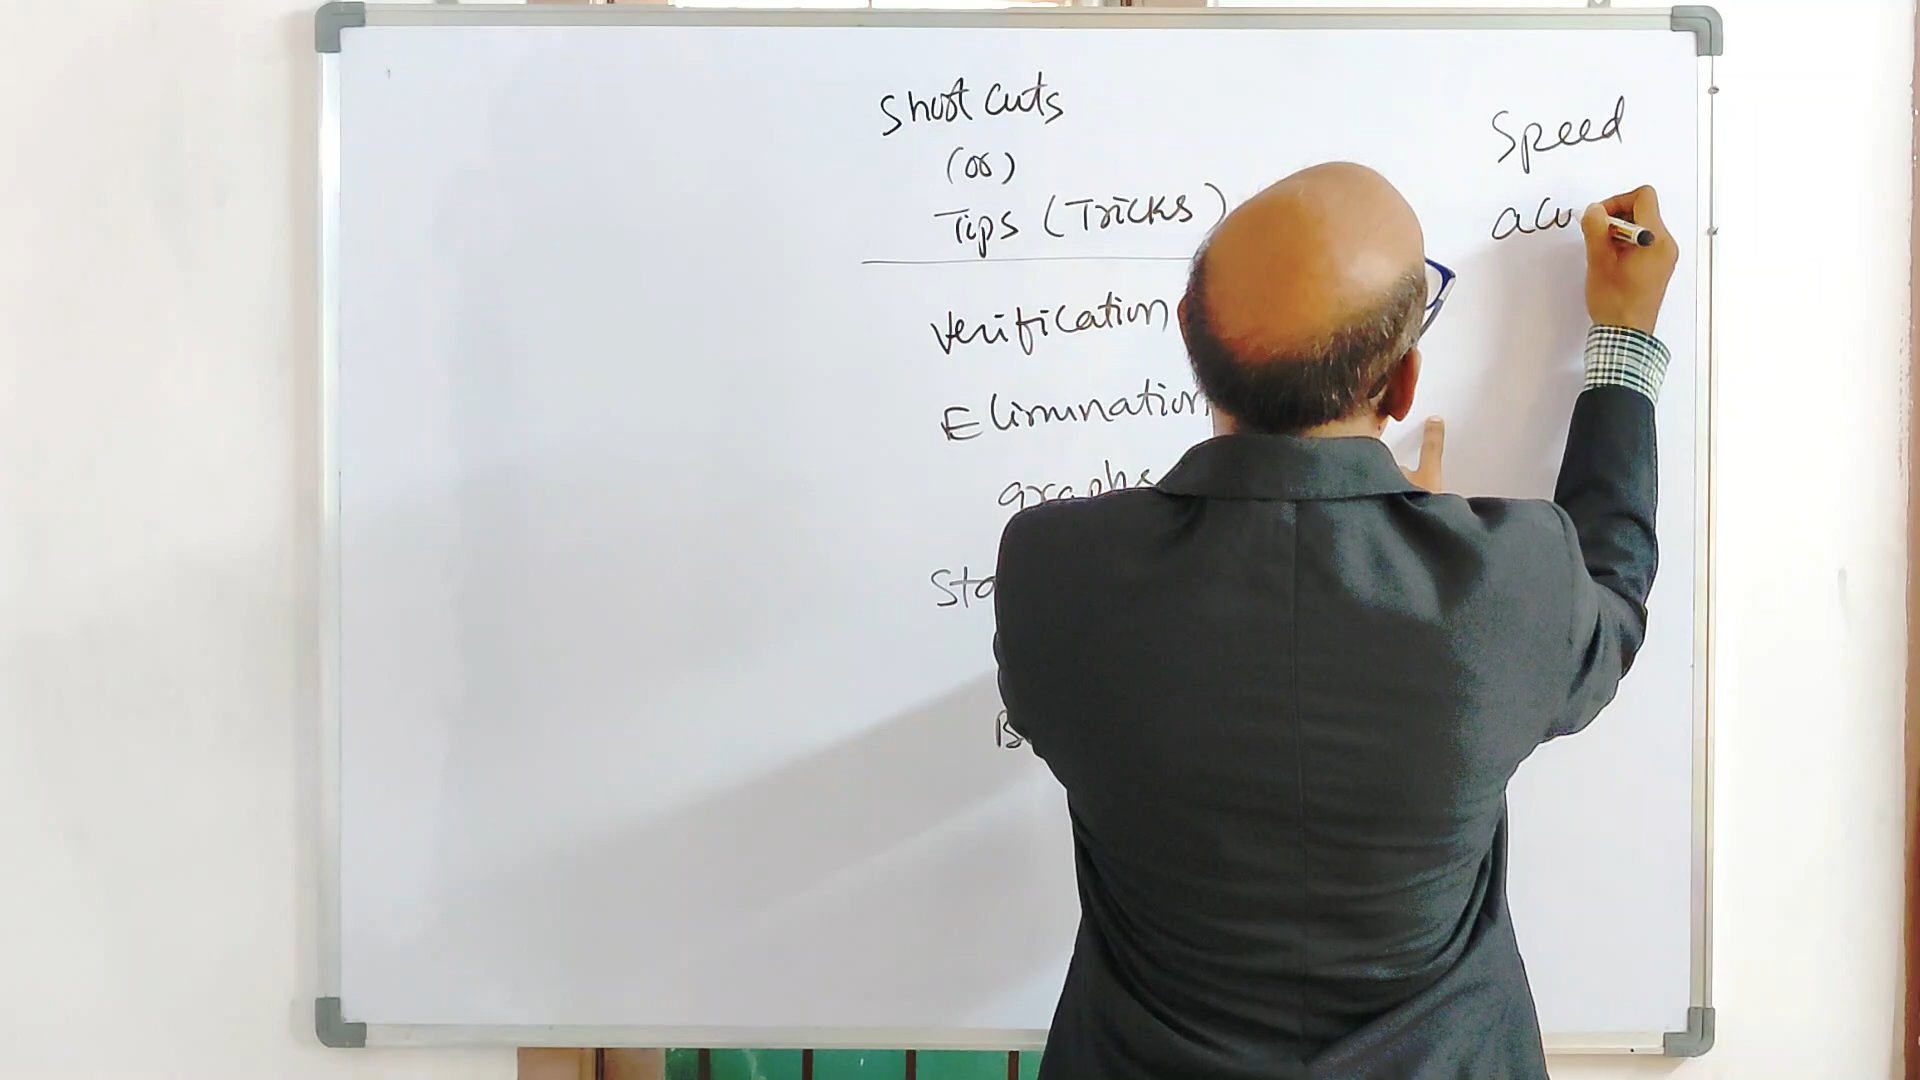 Short cuts
(or)
Tips (Tricks)
Verification
Elimination
graphs
Speed